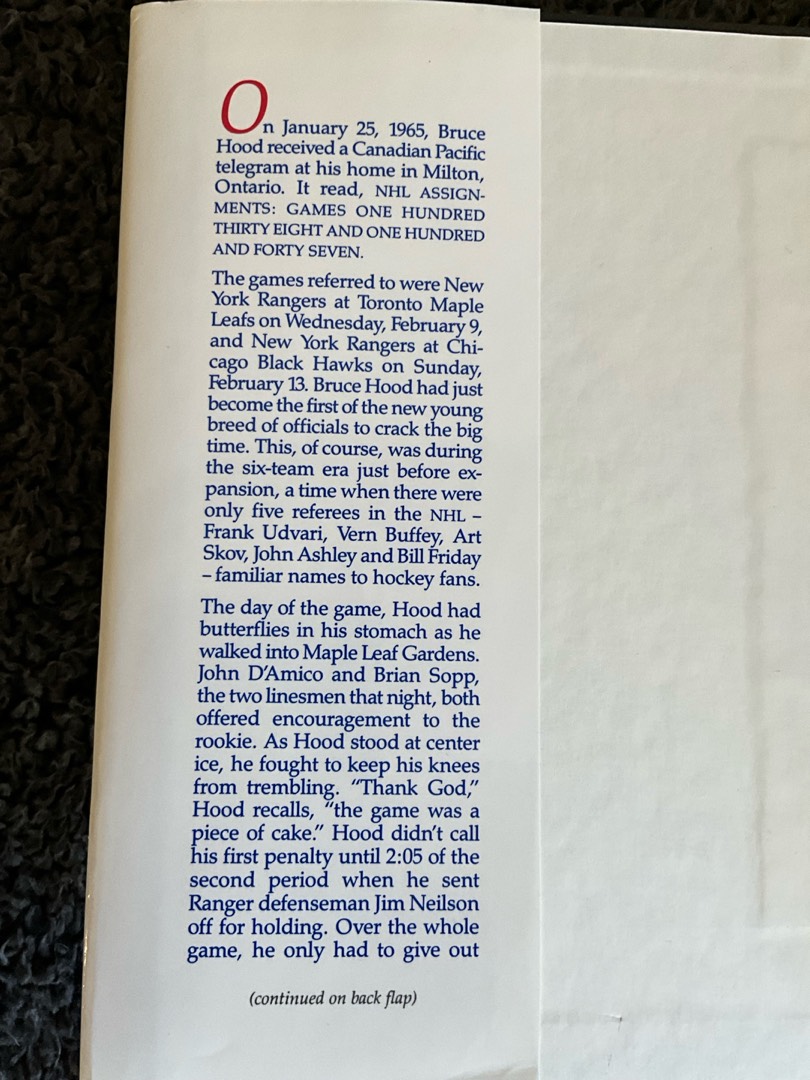 On January 25, 1965, Bruce
Hood received a Canadian Pacific
telegram at his home in Milton,
Ontario. It read, NHL ASSIGN-
MENTS: GAMES ONE HUNDRED
THIRTY EIGHT AND ONE HUNDRED
AND FORTY SEVEN.
The games referred to were New
York Rangers at Toronto Maple
Leafs on Wednesday, February 9,
and New York Rangers at Chi-
cago Black Hawks on Sunday,
February 13. Bruce Hood had just
become the first of the new young
breed of officials to crack the big
time. This, of course, was during
the six-team era just before ex-
pansion, a time when there were
only five referees in the NHL –
Frank Udvari, Vern Buffey, Art
Skov, John Ashley and Bill Friday
– familiar names to hockey fans.
The day of the game, Hood had
butterflies in his stomach as he
walked into Maple Leaf Gardens.
John D'Amico and Brian Sopp,
the two linesmen that night, both
offered encouragement to the
rookie. As Hood stood at center
ice, he fought to keep his knees
from trembling. “Thank God,”
Hood recalls, “the game was a
piece of cake.” Hood didn't call
his first penalty until 2:05 of the
second period when he sent
Ranger defenseman Jim Neilson
off for holding. Over the whole
game, he only had to give out
(continued on back flap)